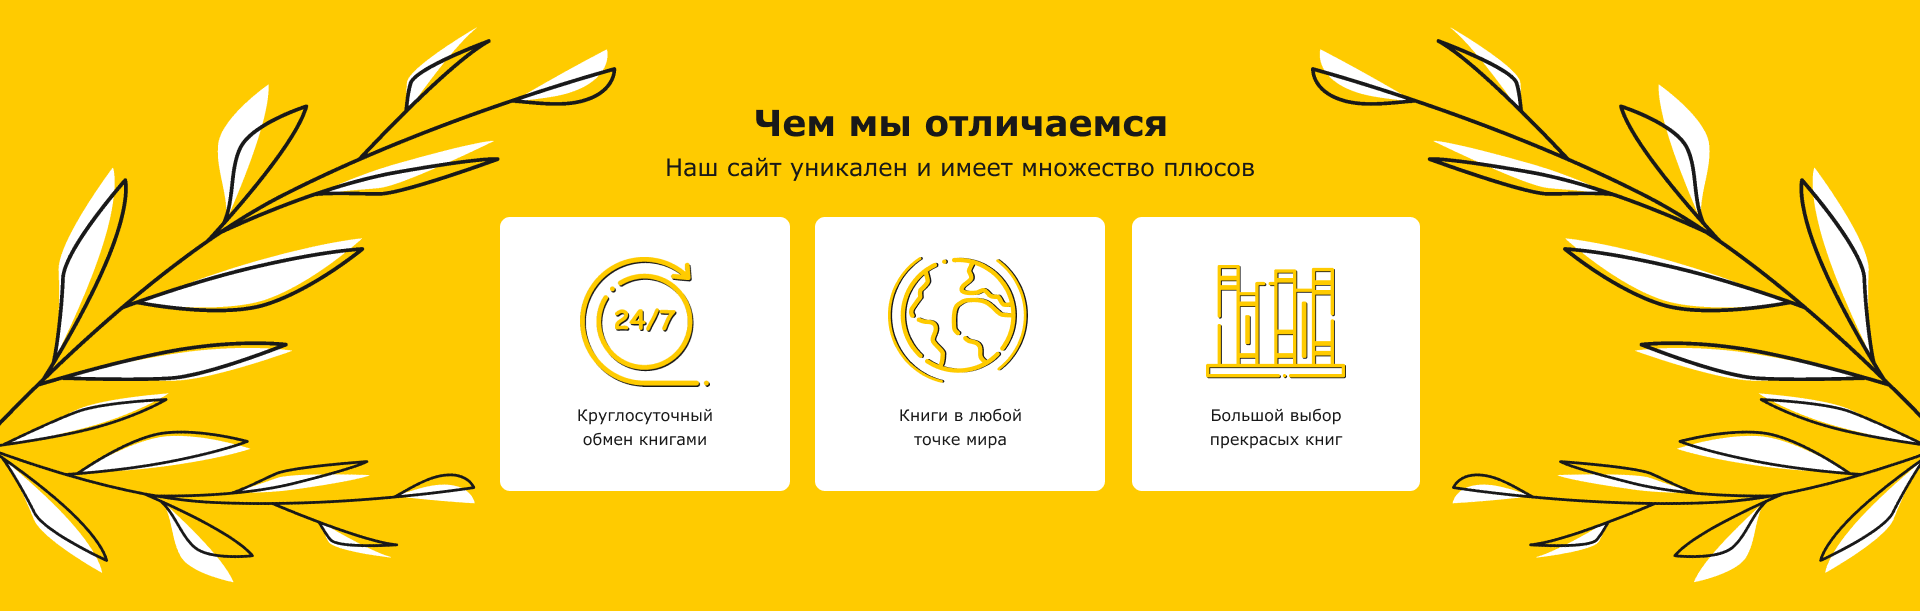 Чем мы отличаемся
Наш сайт уникален и имеет множество плюсов
24/7
Круглосуточный
обмен книгами
Книги в любой
точке мира
Большой выбор
прекрасых книг